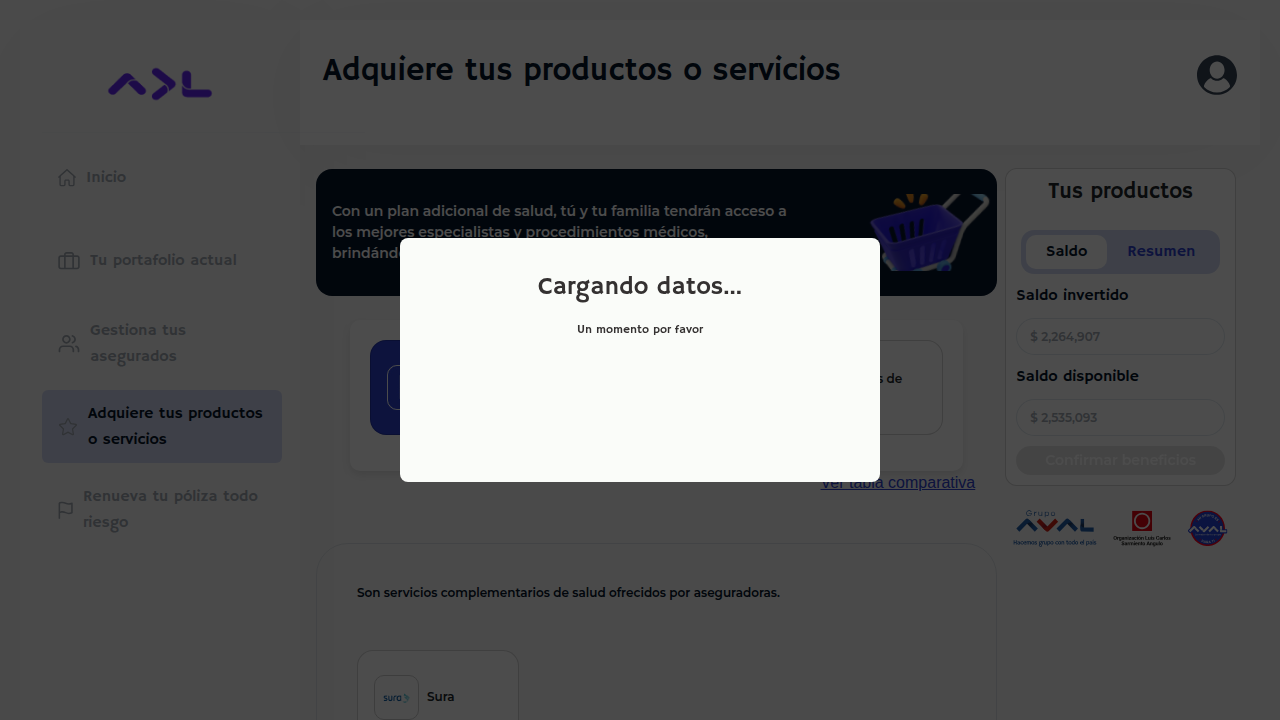 Adquiere tus productos o servicios
Inicio
Tu portafolio actual
Gestiona tus
asegurados
Adquiere tus productos
o servicios
Renueva tu póliza todo
riesgo
Con un plan adicional de salud, tú y tu familia tendrán acceso a
los mejores especialistas y procedimientos médicos,
Cargando datos...
Un momento por favor
de
Ver tabla comparativa
Son servicios complementarios de salud ofrecidos por aseguradoras.
sura
Sura
Tus productos
Saldo
Resumen
Saldo invertido
$ 2,264,907
Saldo disponible
$ 2,535,093
Confirmar beneficios
Grupo
AVAL
Hacemos grupo con todo el país
Organización Luis Carlos
Sarmiento Angulo
AVAL